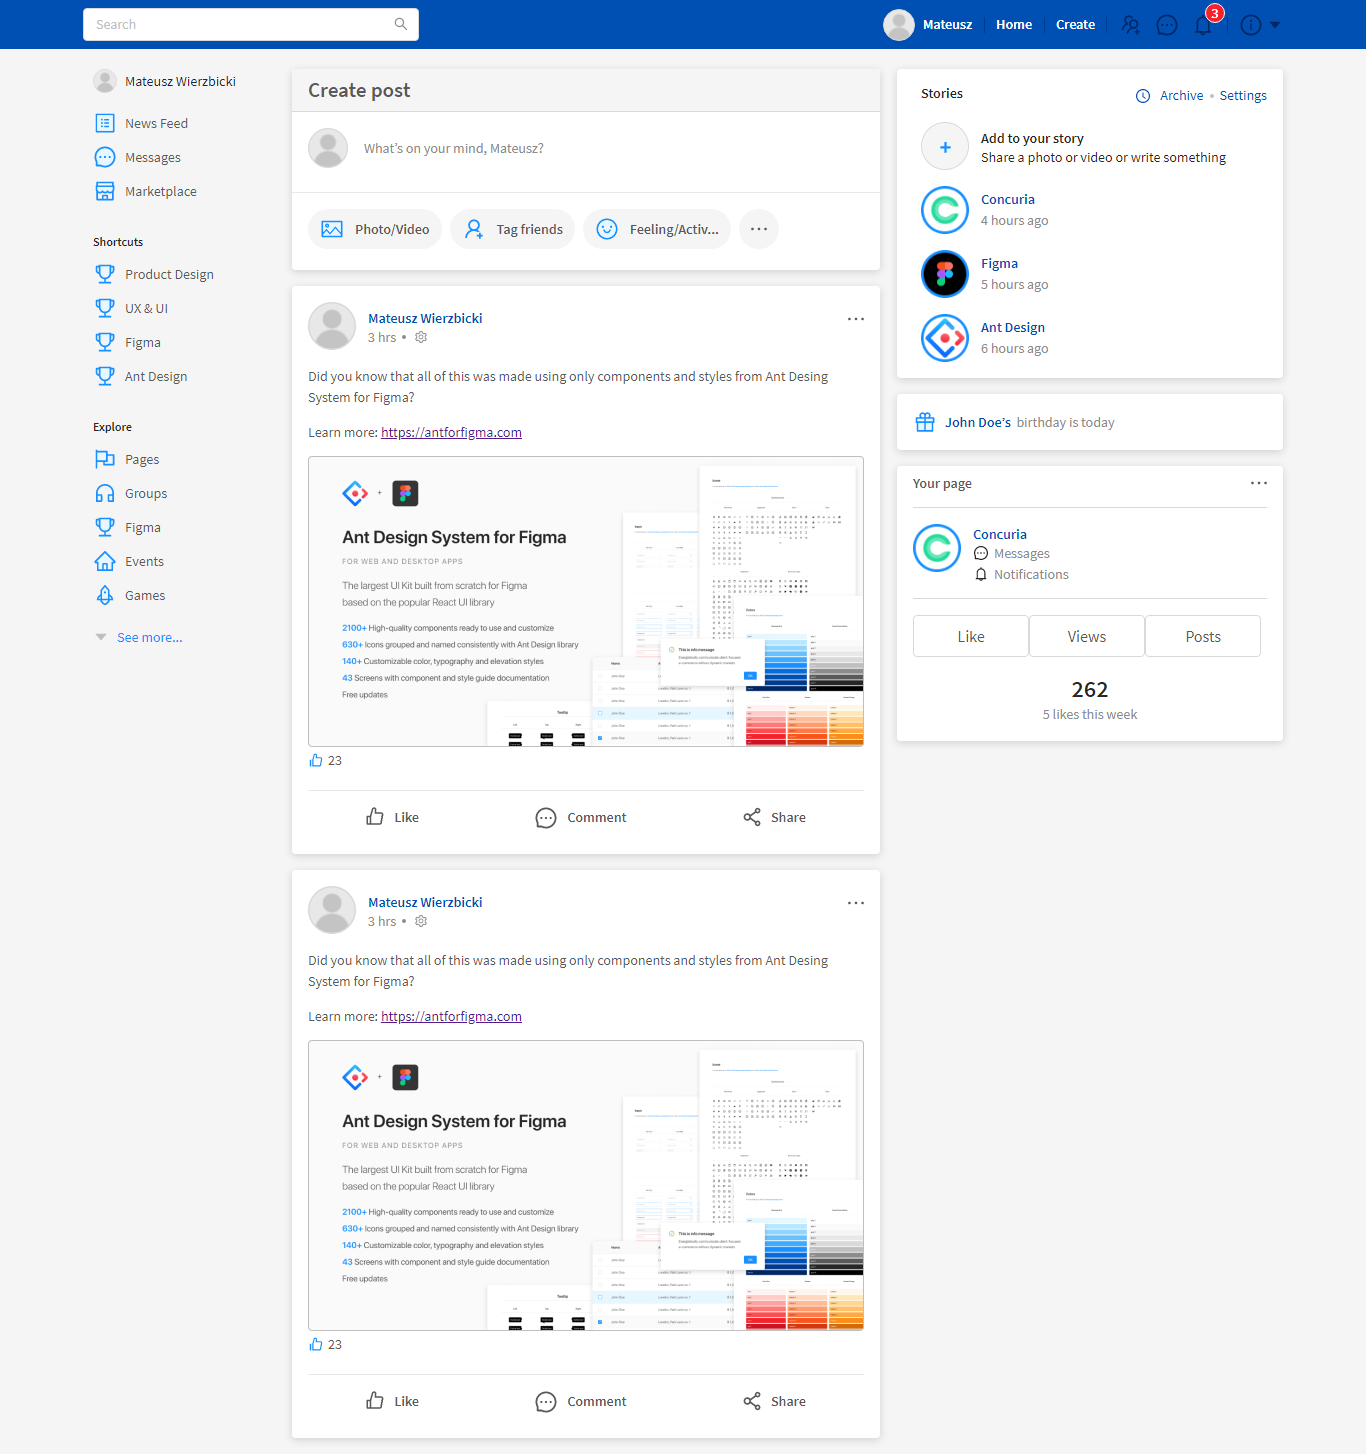 Search
Mateusz
Home
Create
3
Mateusz Wierzbicki
News Feed
Messages
Marketplace
Shortcuts
Product Design
UX & UI
Figma
Ant Design
Explore
Pages
Groups
Figma
Events
Games
See more...
Create post
What's on your mind, Mateusz?
Photo/Video
Tag friends
Feeling/Activ...
Mateusz Wierzbicki
3 hrs •
Did you know that all of this was made using only components and styles from Ant Desing
System for Figma?
Learn more: https://antforfigma.com
Ant Design System for Figma
FOR WEB AND DESKTOP APPS
The largest UI Kit built from scratch for Figma
based on the popular React UI library
2100+ High-quality components ready to use and customize
630+ Icons grouped and named consistently with Ant Design library
140+ Customizable color, typography and elevation styles
43 Screens with component and style guide documentation
Free updates
This is info message
23
Like
Comment
Share
Mateusz Wierzbicki
3 hrs •
Did you know that all of this was made using only components and styles from Ant Desing
System for Figma?
Learn more: https://antforfigma.com
Ant Design System for Figma
FOR WEB AND DESKTOP APPS
The largest UI Kit built from scratch for Figma
based on the popular React UI library
2100+ High-quality components ready to use and customize
630+ Icons grouped and named consistently with Ant Design library
140+ Customizable color, typography and elevation styles
43 Screens with component and style guide documentation
Free updates
This is info message
23
Like
Comment
Share
Stories
Archive • Settings
Add to your story
Share a photo or video or write something
Concuria
4 hours ago
Figma
5 hours ago
Ant Design
6 hours ago
John Doe's birthday is today
Your page
Concuria
Messages
Notifications
Like
Views
Posts
262
5 likes this week